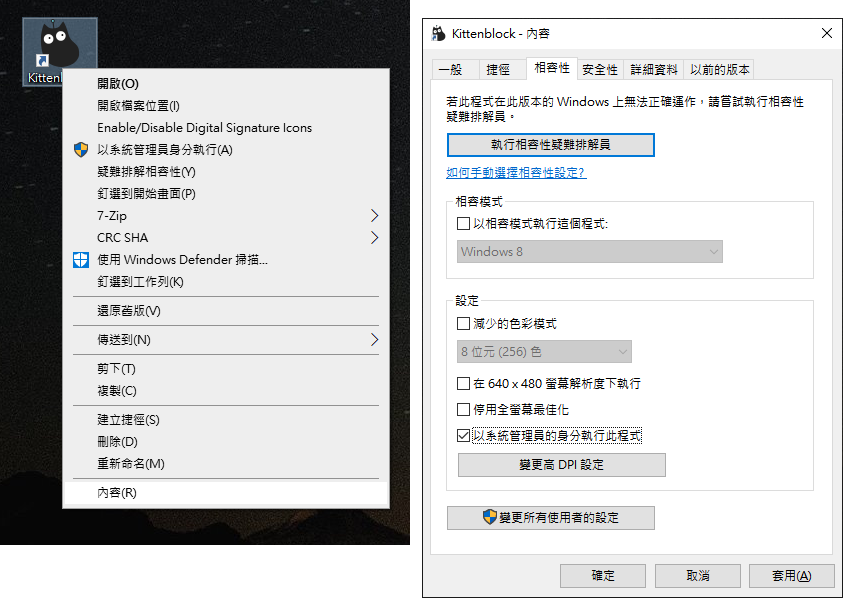 Kitten
開啟(O)
開啟檔案位置(I)
Enable/Disable Digital Signature Icons
以系統管理員身分執行(A)
疑難排解相容性(Y)
釘選到開始畫面(P)
7-Zip
CRC SHA
使用 Windows Defender 掃描...
釘選到工作列(K)
還原舊版(V)
傳送到(N)
剪下(T)
複製(C)
建立捷徑(S)
刪除(D)
重新命名(M)
內容(R)
Kittenblock - 內容
一般 捷徑 相容性 安全性 詳細資料 以前的版本
若此程式在此版本的 Windows 上無法正確運作，請嘗試執行相容性
疑難排解員。
執行相容性疑難排解員
如何手動選擇相容性設定?
相容模式
以相容模式執行這個程式:
Windows 8
設定
減少的色彩模式
8 位元 (256) 色
在 640 x 480 螢幕解析度下執行
停用全螢幕最佳化
以系統管理員的身分執行此程式
變更高 DPI 設定
變更所有使用者的設定
確定 取消 套用(A)